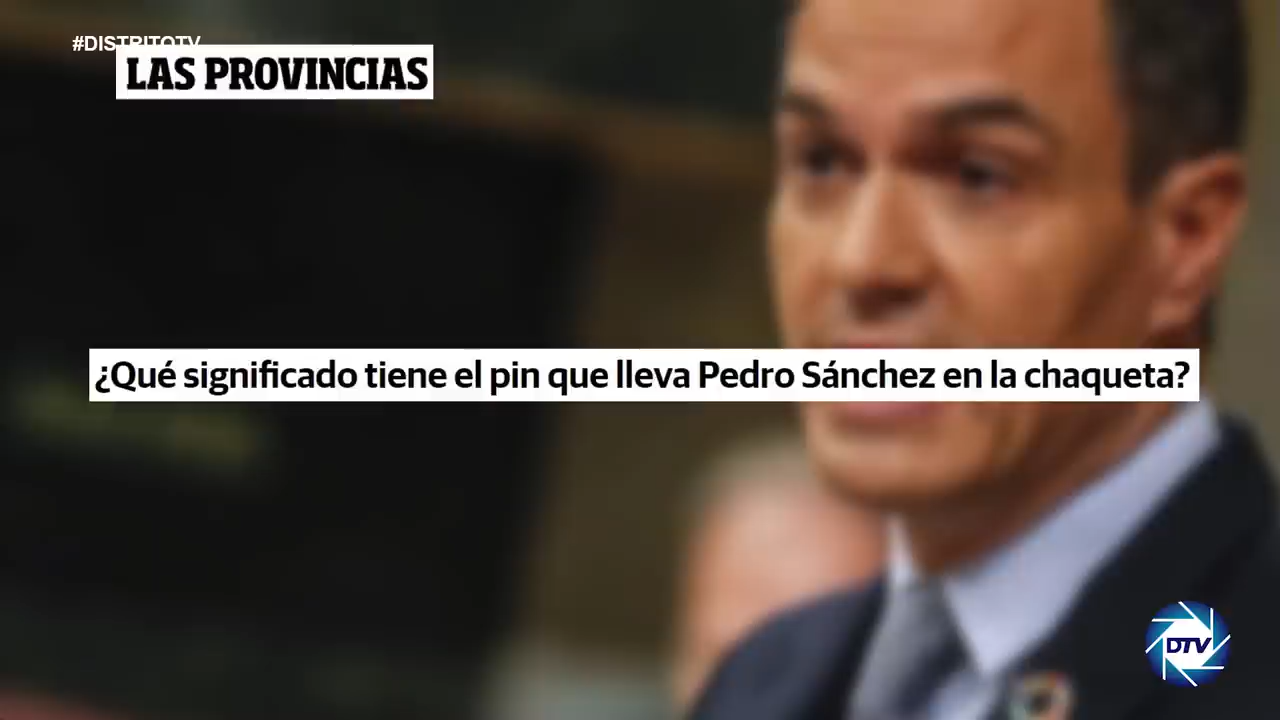 #DISTRITOTV
LAS PROVINCIAS
¿Qué significado tiene el pin que lleva Pedro Sánchez en la chaqueta?
DTV